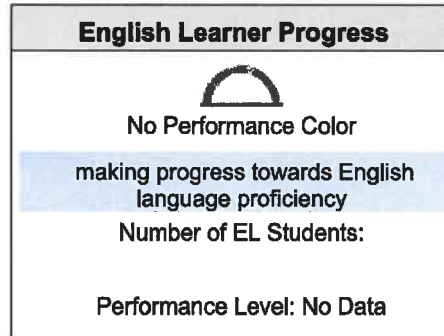 English Learner Progress
No Performance Color
making progress towards English
language proficiency
Number of EL Students:
Performance Level: No Data